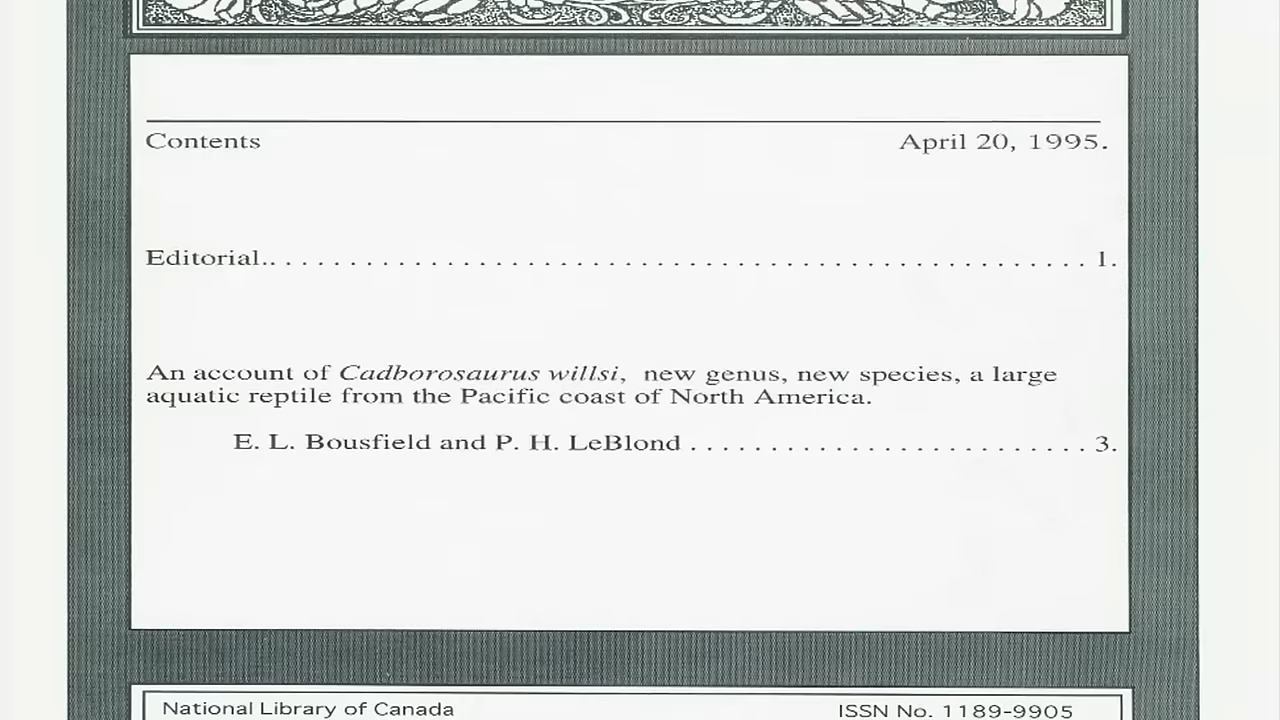 Contents April 20, 1995.
Editorial.. . . . . . . . . . . . . . . . . . . . . . . . . . . . . . . . . . . . . . . . . . . . . . . . . . . . 1.
An account of Cadborosaurus willsi, new genus, new species, a large
aquatic reptile from the Pacific coast of North America.
E. L. Bousfield and P. H. LeBlond . . . . . . . . . . . . . . . . . . . . . . . . . 3.
National Library of Canada ISSN No. 1189-9905